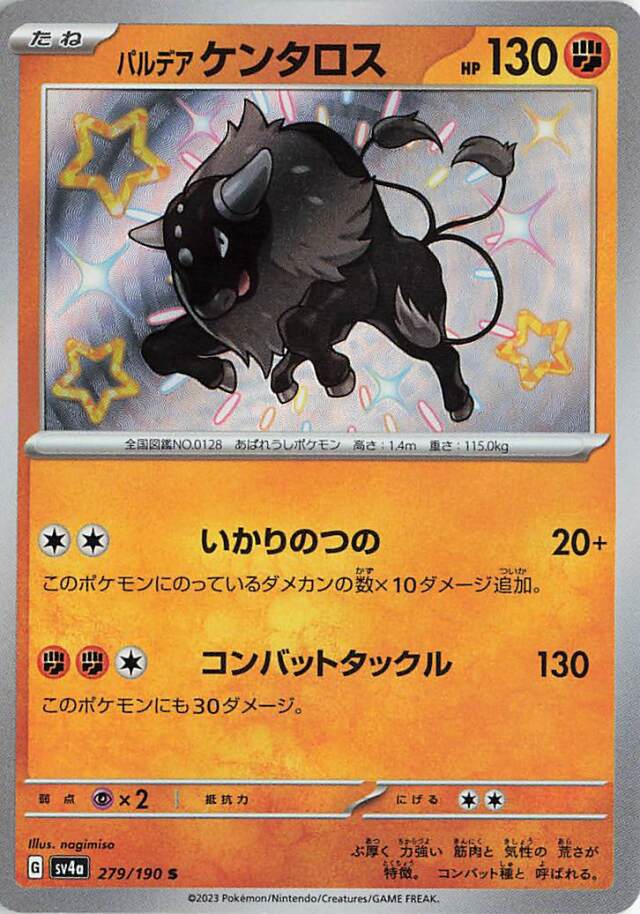 たね
パルデア ケンタロス HP 130
全国図鑑NO.0128 あばれうしポケモン 高さ：1.4m 重さ：115.0kg
いかりのつの 20+
このポケモンにのっているダメカンの数×10ダメージ追加。
コンバットタックル 130
このポケモンにも30ダメージ。
弱点 ×2 抵抗力 にげる
Illus. nagimiso
G sv4a 279/190 S
ぶ厚く 力強い 筋肉と 気性の 荒さが
特徴。 コンバット種と 呼ばれる。
©2023 Pokémon/Nintendo/Creatures/GAME FREAK.